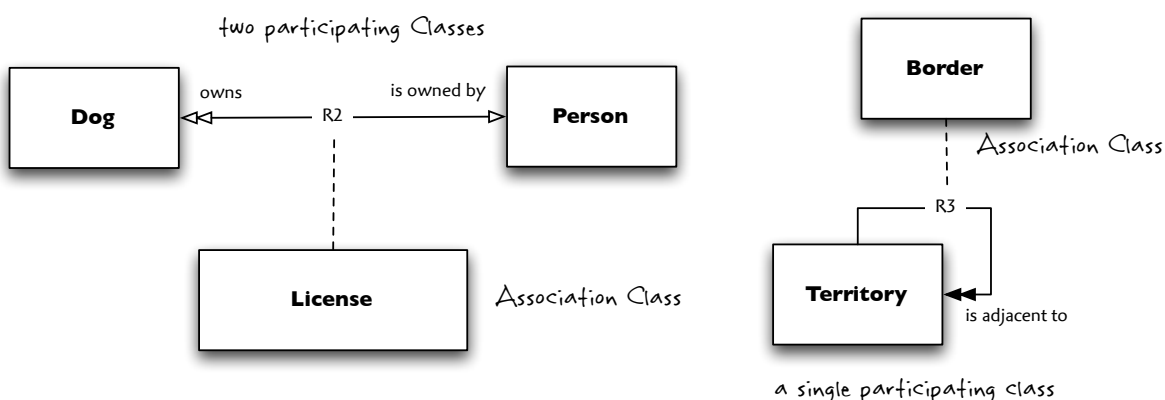 two participating Classes
Dog
owns
R2
is owned by
Person
License
Association Class
Border
Association Class
R3
Territory
is adjacent to
a single participating class